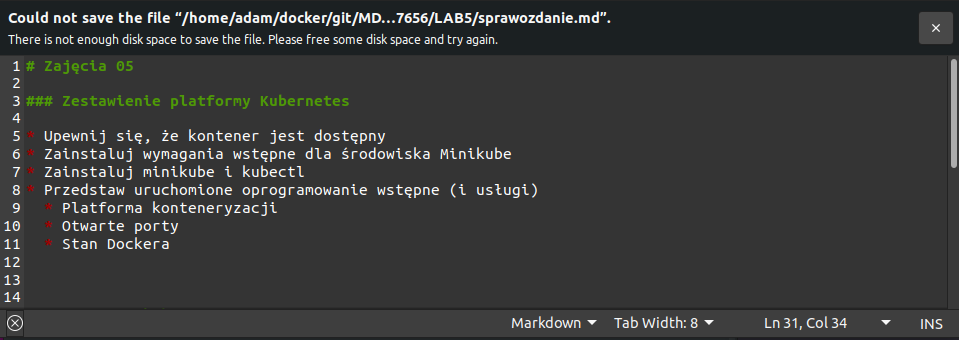 Could not save the file “/home/adam/docker/git/MD…7656/LAB5/sprawozdanie.md”.
There is not enough disk space to save the file. Please free some disk space and try again.
1 # Zajęcia 05
2
3 ### Zestawienie platformy Kubernetes
4
5 * Upewnij się, że kontener jest dostępny
6 * Zainstaluj wymagania wstępne dla środowiska Minikube
7 * Zainstaluj minikube i kubectl
8 * Przedstaw uruchomione oprogramowanie wstępne (i usługi)
9   * Platforma konteneryzacji
10   * Otwarte porty
11   * Stan Dockera
12
13
14
Markdown Tab Width: 8 Ln 31, Col 34 INS